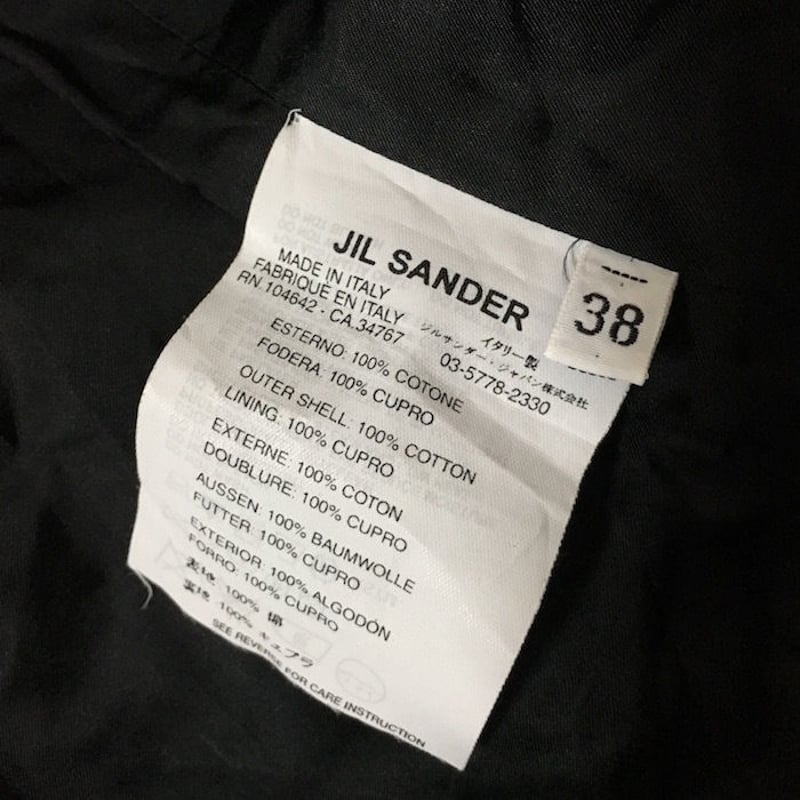 JIL SANDER
MADE IN ITALY
FABRIQUE EN ITALY
RN.104642 - CA.34767
イタリー製
ジルサンダー・ジャパン株式会社
03-5778-2330
38
ESTERNO: 100% COTONE
FODERA: 100% CUPRO
OUTER SHELL: 100% COTTON
LINING: 100% CUPRO
EXTERNE: 100% COTON
DOUBLURE: 100% CUPRO
AUSSEN: 100% BAUMWOLLE
FUTTER: 100% CUPRO
EXTERIOR: 100% ALGODÓN
FORRO: 100% CUPRO
表地: 100% 綿
裏地: 100% キュプラ
SEE REVERSE FOR CARE INSTRUCTION